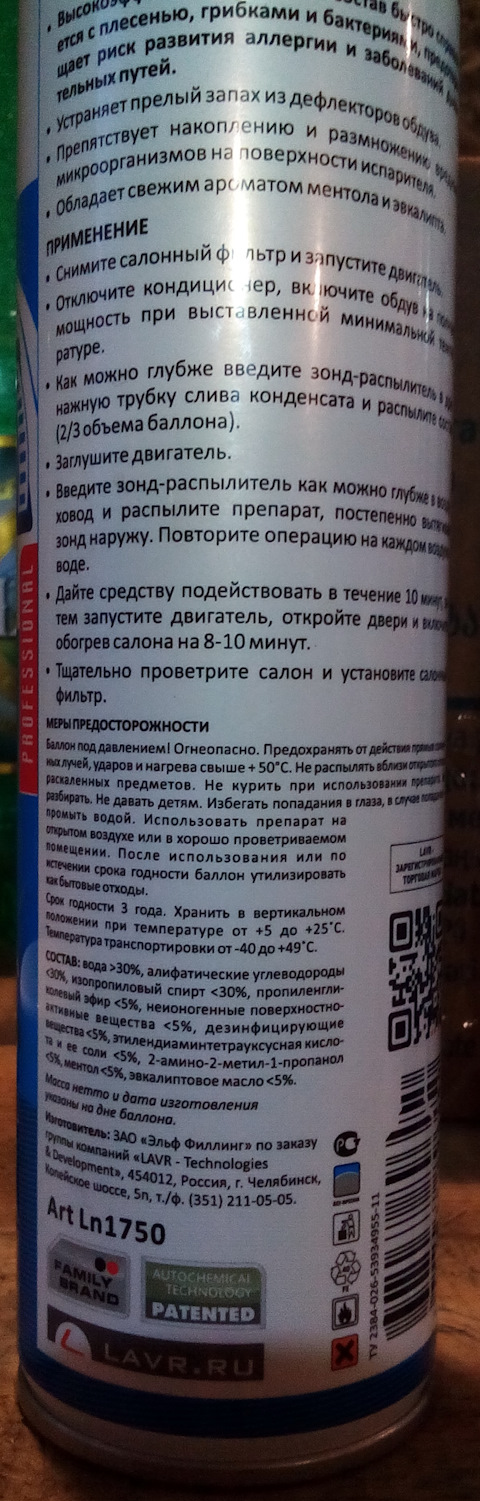 ется с плесенью, грибками и бактериями,
щает риск развития аллергии и заболеваний
тельных путей.
• Устраняет прелый запах из дефлекторов обдува.
• Препятствует накоплению и размножению
микроорганизмов на поверхности испарителя.
• Обладает свежим ароматом ментола и эвкалипта.
ПРИМЕНЕНИЕ
• Снимите салонный фильтр и запустите двигатель.
• Отключите кондиционер, включите обдув на
мощность при выставленной минимальной
ратуре.
• Как можно глубже введите зонд-распылитель в
нажную трубку слива конденсата и распылите
(2/3 объема баллона).
• Заглушите двигатель.
• Введите зонд-распылитель как можно глубже в
ховод и распылите препарат, постепенно
зонд наружу. Повторите операцию на каждом
воде.
• Дайте средству подействовать в течение 10 минут,
тем запустите двигатель, откройте двери и
обогрев салона на 8-10 минут.
• Тщательно проветрите салон и установите
фильтр.
МЕРЫ ПРЕДОСТОРОЖНОСТИ
Баллон под давлением! Огнеопасно. Предохранять от действия прямых
ных лучей, ударов и нагрева свыше + 50°С. Не распылять вблизи открытого
раскаленных предметов. Не курить при использовании препарата
разбирать. Не давать детям. Избегать попадания в глаза, в случае
промыть водой. Использовать препарат на
открытом воздухе или в хорошо проветриваемом
помещении. После использования или по
истечении срока годности баллон утилизировать
как бытовые отходы.
Срок годности 3 года. Хранить в вертикальном
положении при температуре от +5 до +25°С.
Температура транспортировки от -40 до +49°С.
СОСТАВ: вода >30%, алифатические углеводороды
<30%, изопропиловый спирт <30%, пропиленгли-
колевый эфир <5%, неионогенные поверхностно-
активные вещества <5%, дезинфицирующие
вещества <5%, этилендиаминтетрауксусная кисло-
та и ее соли <5%, 2-амино-2-метил-1-пропанол
<5%, ментол <5%, эвкалиптовое масло <5%.
Масса нетто и дата изготовления
указаны на дне баллона.
Изготовитель: ЗАО «Эльф Филлинг» по заказу
группы компаний «LAVR - Technologies
& Development», 454012, Россия, г. Челябинск,
Копейское шоссе, 5п, т./ф. (351) 211-05-05.
Art Ln1750
FAMILY
BRAND
AUTOCHEMICAL
TECHNOLOGY
PATENTED
LAVR.RU
PROFESSIONAL
LAVR -
ЗАРЕГИСТРИРОВАННАЯ
ТОРГОВАЯ МАРКА
ТУ 2384-026-53934955-11